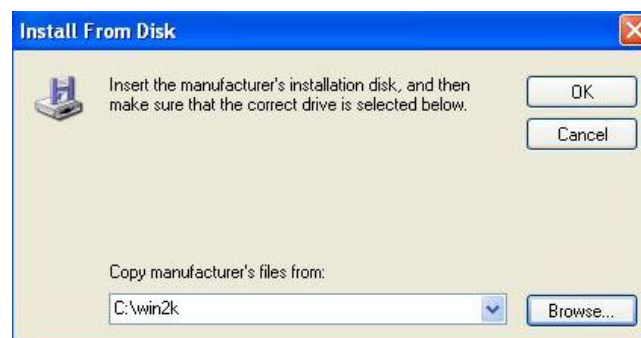 Install From Disk
Insert the manufacturer's installation disk, and then
make sure that the correct drive is selected below.
OK
Cancel
Copy manufacturer's files from:
C:\win2k
Browse...